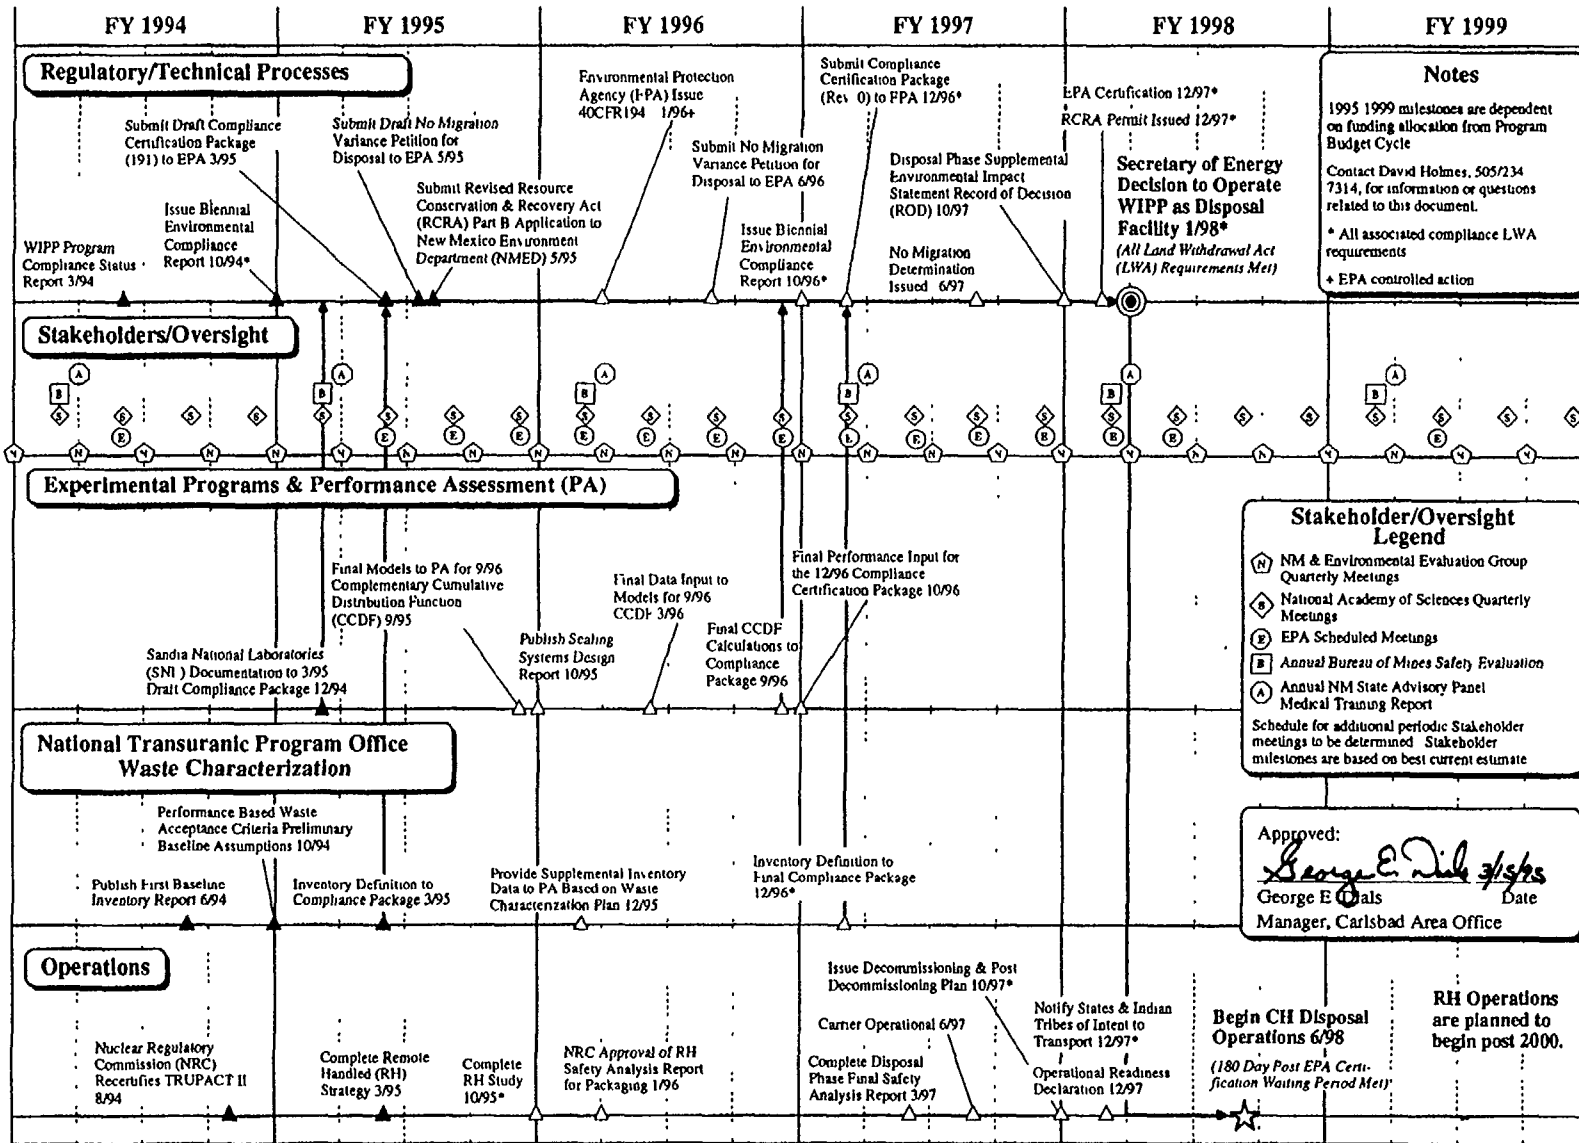 FY 1994
FY 1995
FY 1996
FY 1997
FY 1998
FY 1999
Regulatory/Technical Processes
WIPP Program
Compliance Status
Report 3/94
Issue Biennial
Environmental
Compliance
Report 10/94*
Submit Draft Compliance
Certification Package
(191) to EPA 3/95
Submit Draft No Migration
Variance Petition for
Disposal to EPA 5/95
Submit Revised Resource
Conservation & Recovery Act
(RCRA) Part B Application to
New Mexico Environment
Department (NMED) 5/95
Environmental Protection
Agency (EPA) Issue
40CFR194 1/96+
Submit No Migration
Variance Petition for
Disposal to EPA 6/96
Issue Biennial
Environmental
Compliance
Report 10/96*
Submit Compliance
Certification Package
(Rev 0) to EPA 12/96*
No Migration
Determination
Issued 6/97
Disposal Phase Supplemental
Environmental Impact
Statement Record of Decision
(ROD) 10/97
EPA Certification 12/97*
RCRA Permit Issued 12/97*
Secretary of Energy
Decision to Operate
WIPP as Disposal
Facility 1/98*
(All Land Withdrawal Act
(LWA) Requirements Met)
Notes
1995 1999 milestones are dependent
on funding allocation from Program
Budget Cycle
Contact David Holmes, 505/234
7314, for information or questions
related to this document.
* All associated compliance LWA
requirements
+ EPA controlled action
Stakeholders/Oversight
Experimental Programs & Performance Assessment (PA)
Sandia National Laboratories
(SNL) Documentation to 3/95
Draft Compliance Package 12/94
Final Models to PA for 9/96
Complementary Cumulative
Distribution Function
(CCDF) 9/95
Publish Sealing
Systems Design
Report 10/95
Final Data Input to
Models for 9/96
CCDF 3/96
Final CCDF
Calculations to
Compliance
Package 9/96
Final Performance Input for
the 12/96 Compliance
Certification Package 10/96
Stakeholder/Oversight
Legend
N NM & Environmental Evaluation Group
Quarterly Meetings
S National Academy of Sciences Quarterly
Meetings
E EPA Scheduled Meetings
B Annual Bureau of Mines Safety Evaluation
A Annual NM State Advisory Panel
Medical Training Report
Schedule for additional periodic Stakeholder
meetings to be determined Stakeholder
milestones are based on best current estimate
National Transuranic Program Office
Waste Characterization
Publish First Baseline
Inventory Report 6/94
Performance Based Waste
Acceptance Criteria Preliminary
Baseline Assumptions 10/94
Inventory Definition to
Compliance Package 3/95
Provide Supplemental Inventory
Data to PA Based on Waste
Characterization Plan 12/95
Inventory Definition to
Final Compliance Package
12/96*
Approved:
George E Dials 3/15/95
George E Dials Date
Manager, Carlsbad Area Office
Operations
Nuclear Regulatory
Commission (NRC)
Recertifies TRUPACT II
8/94
Complete Remote
Handled (RH)
Strategy 3/95
Complete
RH Study
10/95*
NRC Approval of RH
Safety Analysis Report
for Packaging 1/96
Complete Disposal
Phase Final Safety
Analysis Report 3/97
Carrier Operational 6/97
Issue Decommissioning & Post
Decommissioning Plan 10/97*
Notify States & Indian
Tribes of Intent to
Transport 12/97*
Operational Readiness
Declaration 12/97
Begin CH Disposal
Operations 6/98
(180 Day Post EPA Certi-
fication Waiting Period Met)
RH Operations
are planned to
begin post 2000.